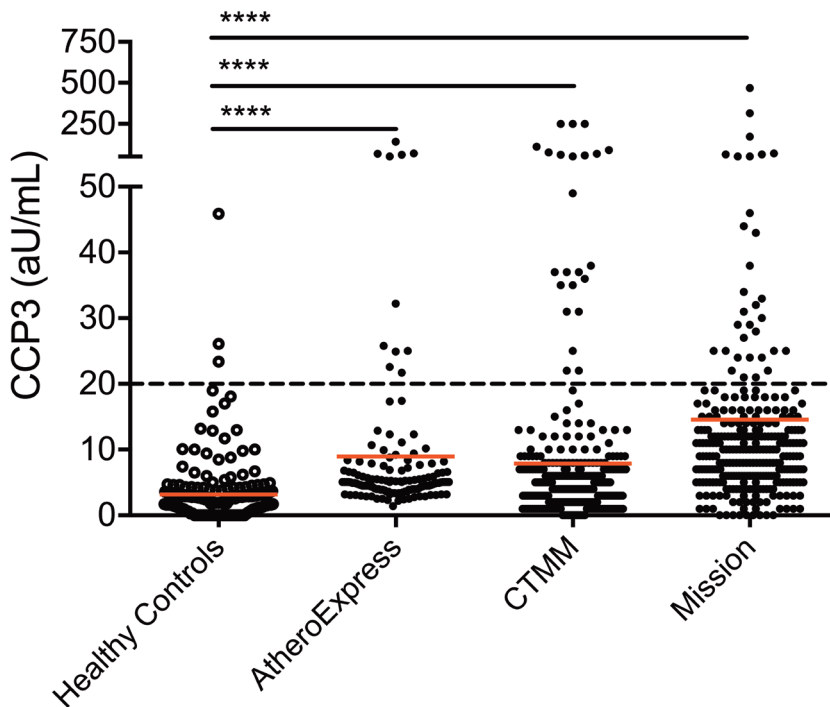 ****
750
****
500
****
250
CCP3 (aU/mL)
50
40
30
20
10
0
Healthy Controls
AtheroExpress
CTMM
Mission